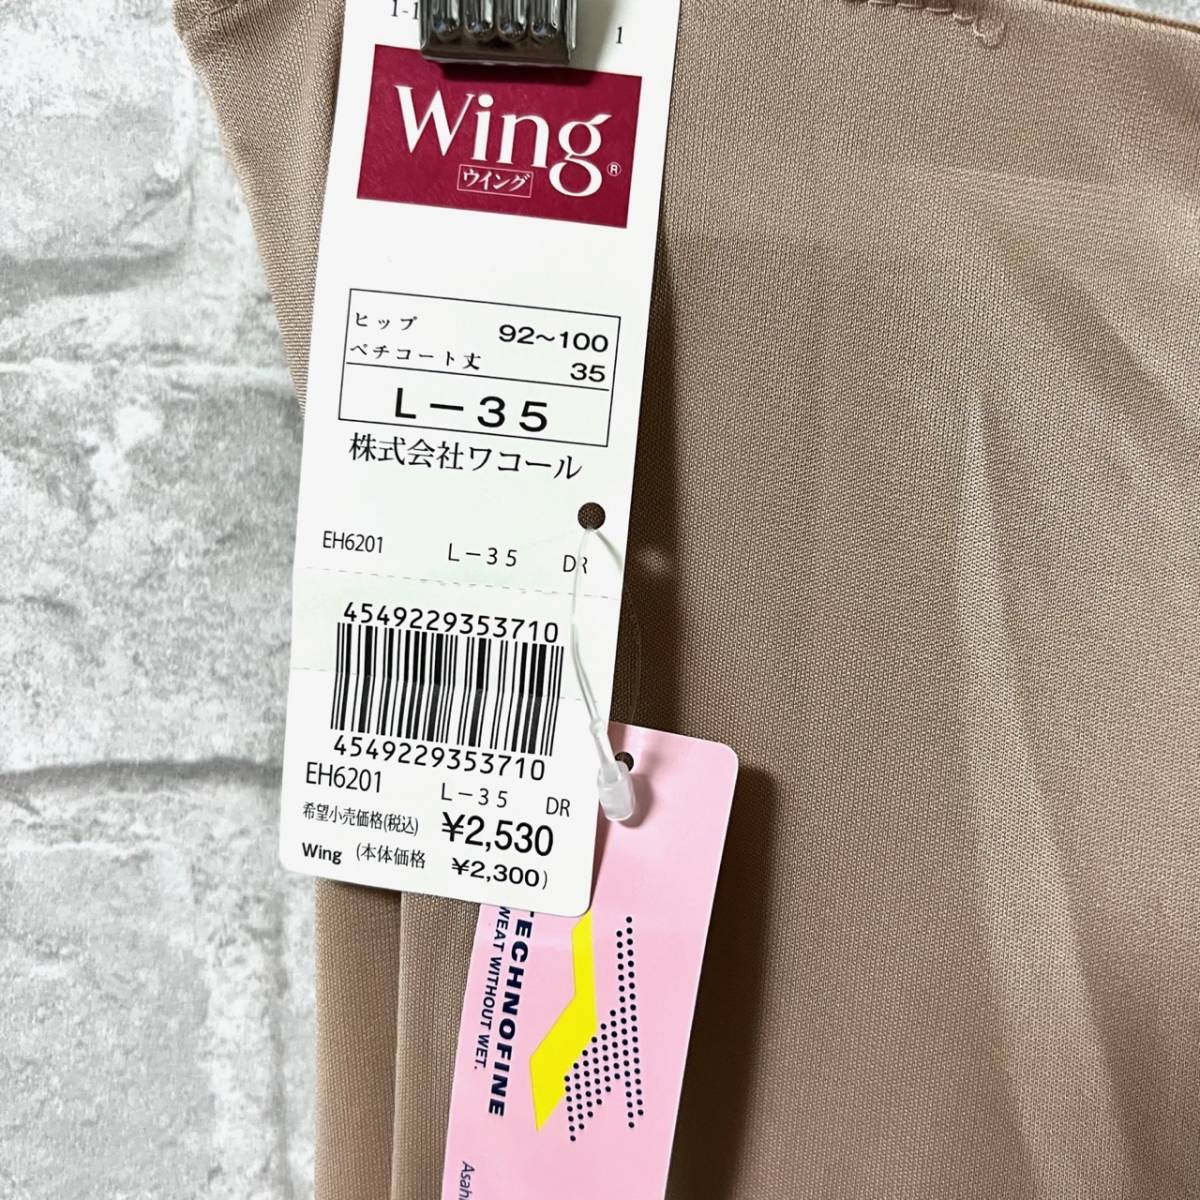 1
Wing®
ウイング
ヒップ 92～100
ペチコート丈 35
L－35
株式会社ワコール
EH6201 L－35 DR
4549229353710
4549229353710
EH6201 L－35 DR
希望小売価格(税込) ¥2,530
Wing (本体価格 ¥2,300)
TECHNOFINE
WEAT WITHOUT WET.